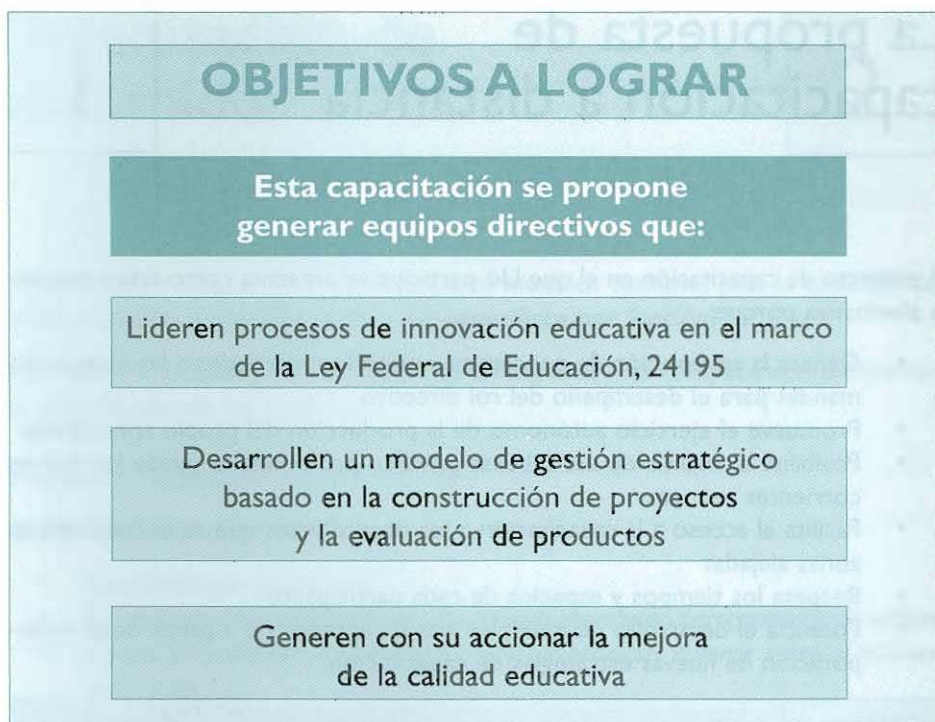 OBJETIVOS A LOGRAR
Esta capacitación se propone
generar equipos directivos que:
Lideren procesos de innovación educativa en el marco
de la Ley Federal de Educación, 24195
Desarrollen un modelo de gestión estratégico
basado en la construcción de proyectos
y la evaluación de productos
Generen con su accionar la mejora
de la calidad educativa